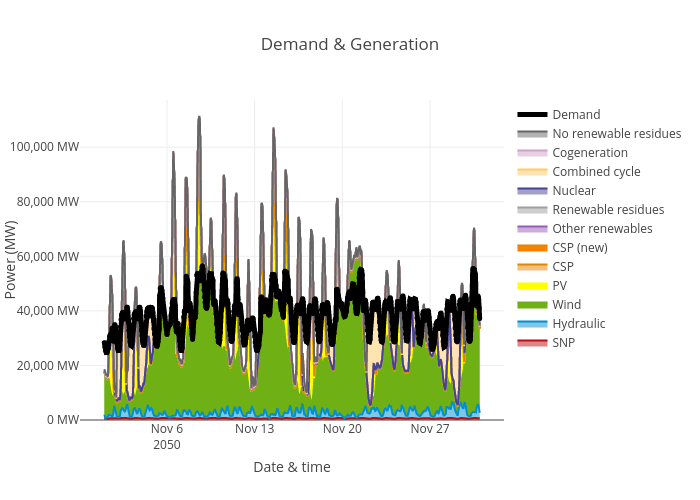 Demand & Generation
Power (MW)
100,000 MW
80,000 MW
60,000 MW
40,000 MW
20,000 MW
0 MW
Nov 6
2050
Nov 13
Nov 20
Nov 27
Date & time
Demand
No renewable residues
Cogeneration
Combined cycle
Nuclear
Renewable residues
Other renewables
CSP (new)
CSP
PV
Wind
Hydraulic
SNP